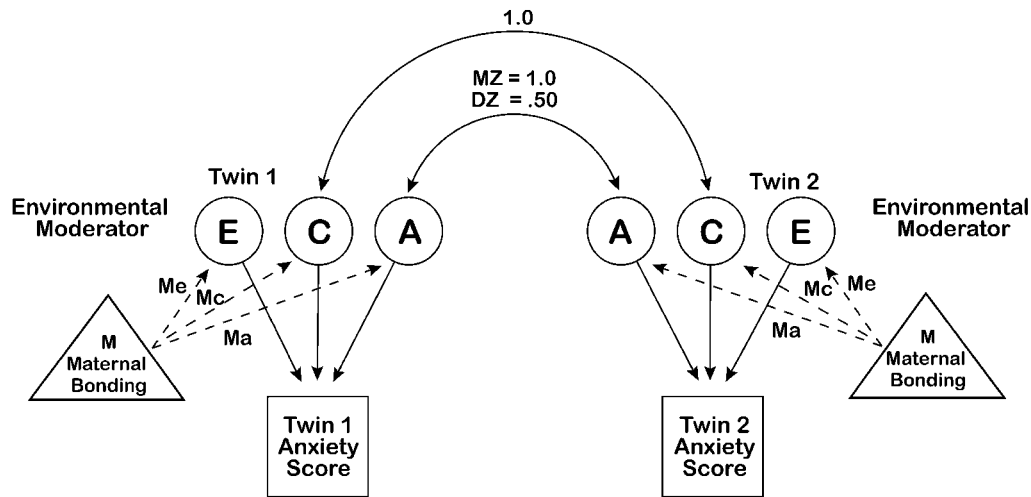 1.0
MZ = 1.0
DZ = .50
Twin 1
Twin 2
Environmental
Moderator
Environmental
Moderator
E
C
A
A
C
E
Me
Mc
Ma
Mc
Me
Ma
M
Maternal
Bonding
M
Maternal
Bonding
Twin 1
Anxiety
Score
Twin 2
Anxiety
Score